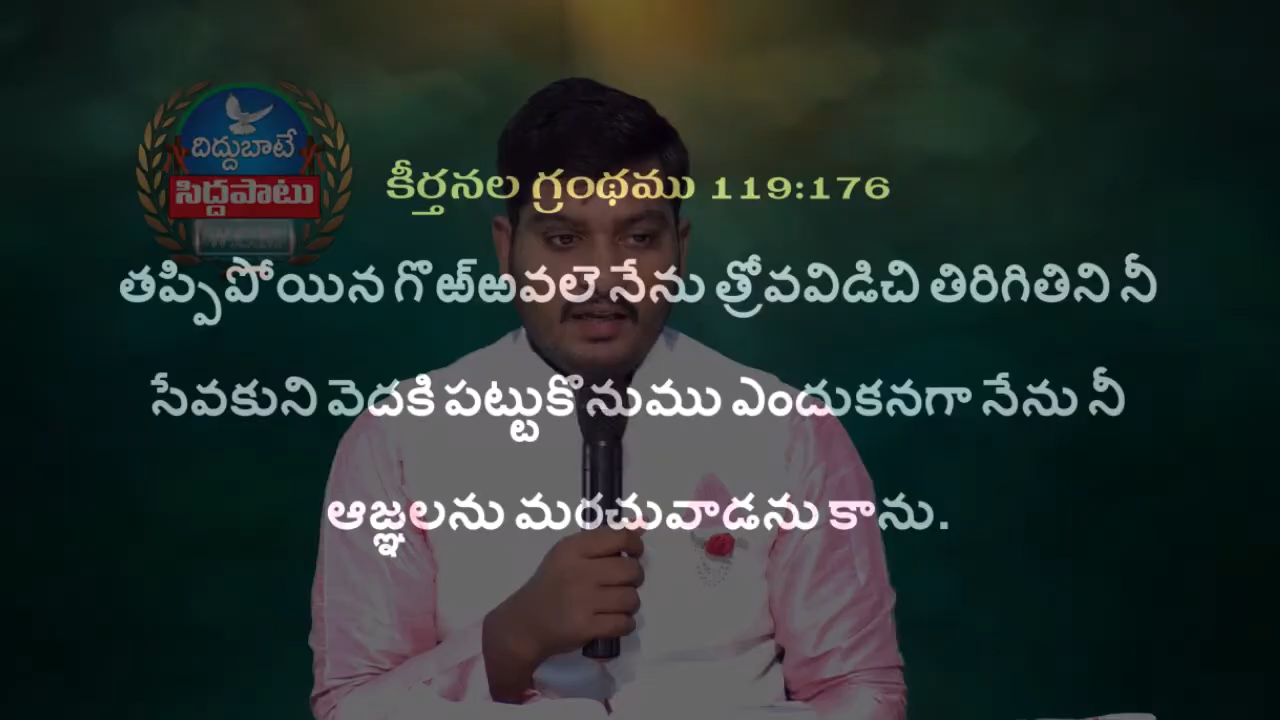 దిద్దుబాటే
సిద్దపాటు
కీర్తనల గ్రంథము 119:176
తప్పిపోయిన గొఱ్ఱవలె నేను త్రోవవిడిచి తిరిగితిని నీ
సేవకుని వెదకి పట్టుకొనుము ఎందుకనగా నేను నీ
ఆజ్ఞలను మరచువాడను కాను.